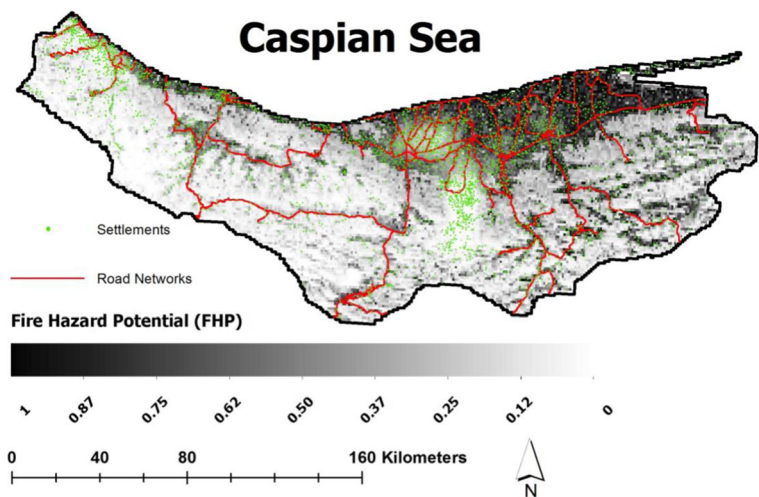 Caspian Sea
Settlements
Road Networks
Fire Hazard Potential (FHP)
1 0.87 0.75 0.62 0.50 0.37 0.25 0.12 0
0 40 80 160 Kilometers
N